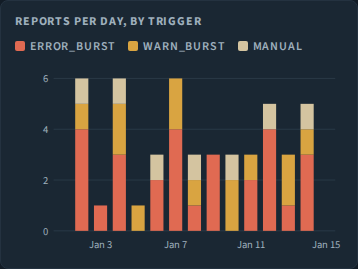 REPORTS PER DAY, BY TRIGGER
ERROR_BURST WARN_BURST MANUAL
6
4
2
0
Jan 3 Jan 7 Jan 11 Jan 15